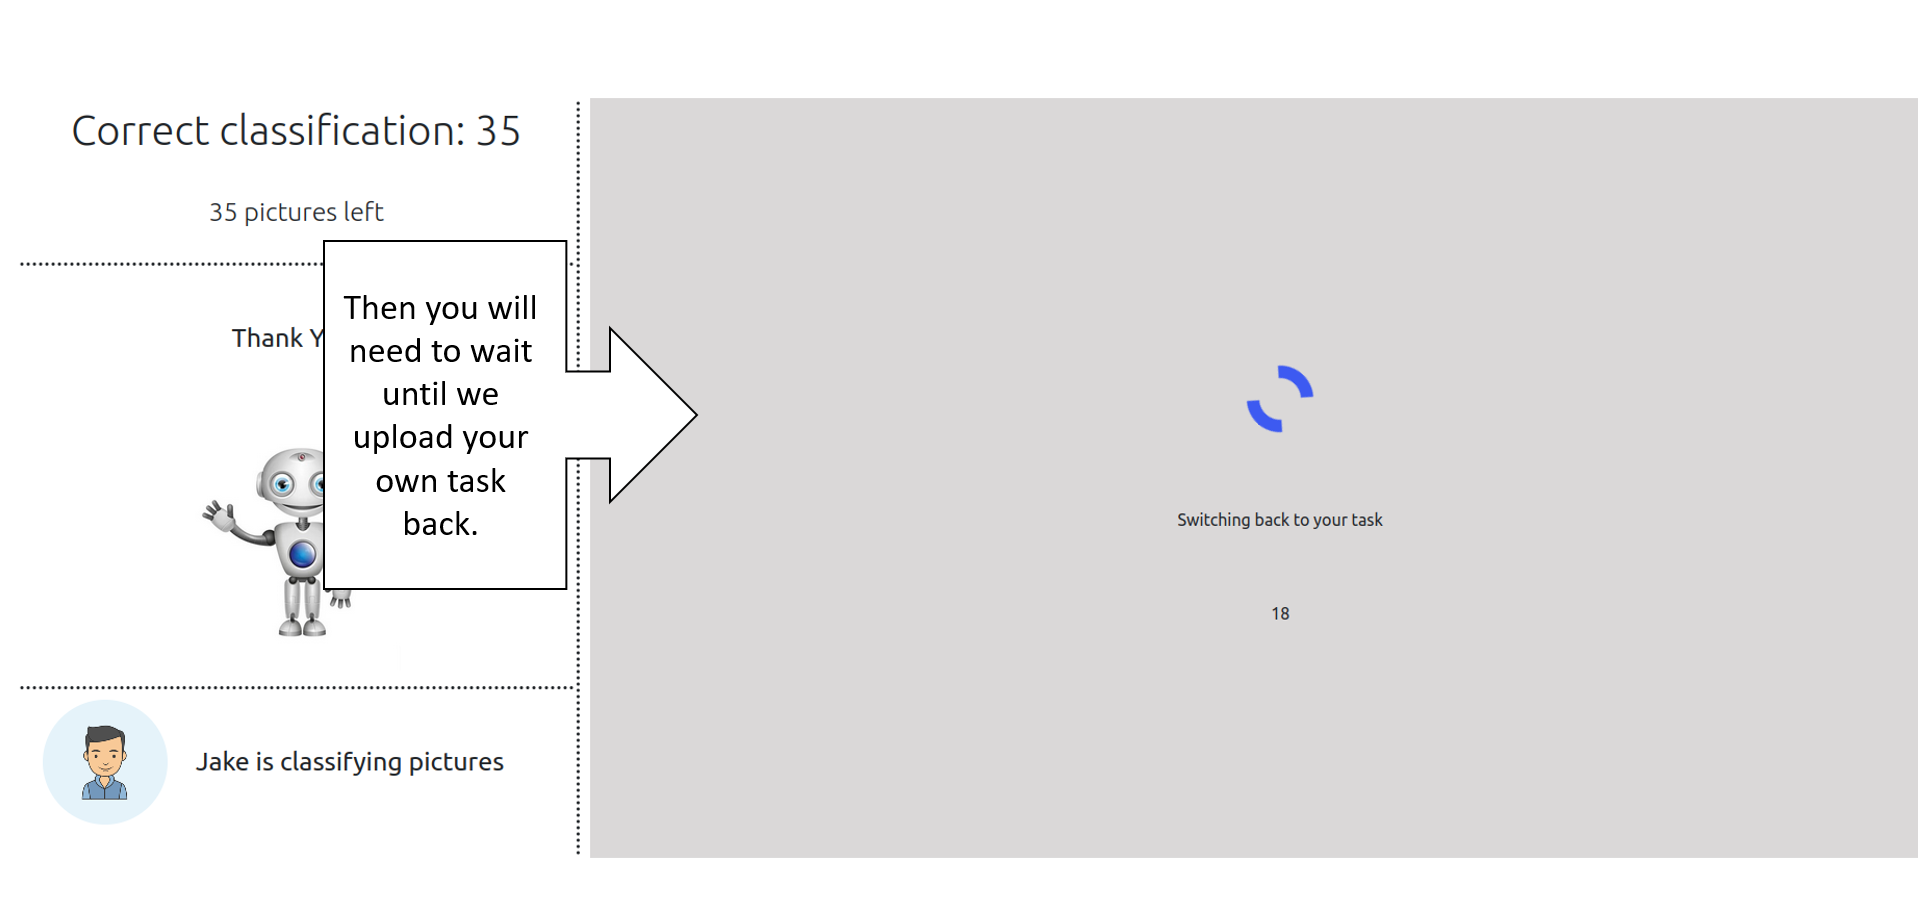 Correct classification: 35
35 pictures left
Thank Y
Then you will
need to wait
until we
upload your
own task
back.
Switching back to your task
18
Jake is classifying pictures